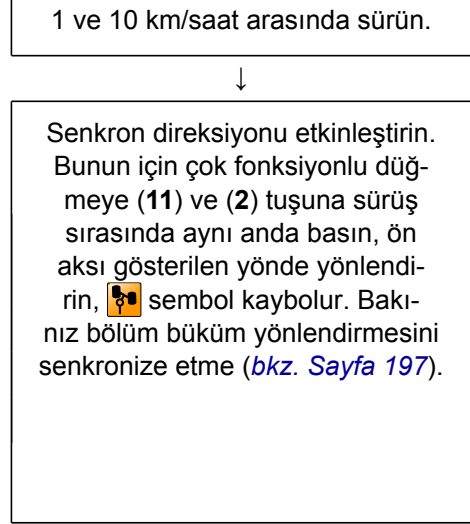 1 ve 10 km/saat arasında sürün.
↓
Senkron direksiyonu etkinleştirin.
Bunun için çok fonksiyonlu düğ-
meye (11) ve (2) tuşuna sürüş
sırasında aynı anda basın, ön
aksı gösterilen yönde yönlendi-
rin, sembol kaybolur. Bakı-
nız bölüm büküm yönlendirmesini
senkronize etme (bkz. Sayfa 197).